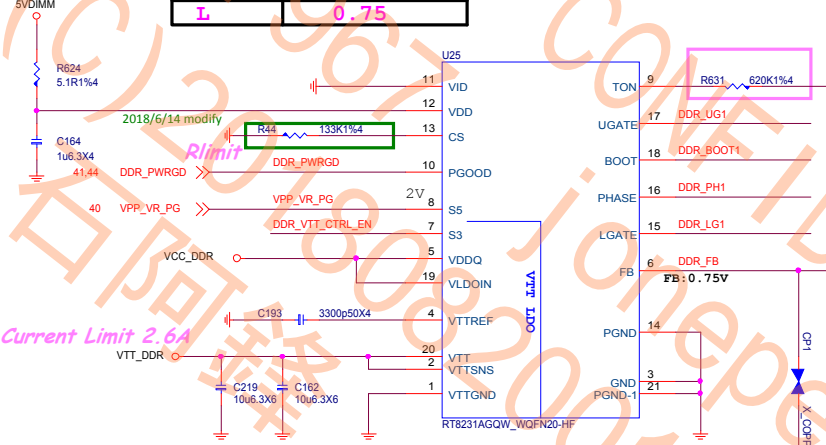 5VDIMM
L 0.75
R624
5.1R1%4
C164
1u6.3X4
2018/6/14 modify
R44 133K1%4
Rlimit
41,44 DDR_PWRGD DDR_PWRGD
2V
40 VPP_VR_PG VPP_VR_PG
DDR_VTT_CTRL_EN
VCC_DDR
C193 3300p50X4
Current Limit 2.6A
VTT_DDR
C219
10u6.3X6
C162
10u6.3X6
U25
11 VID
12 VDD
13 CS
10 PGOOD
8 S5
7 S3
5 VDDQ
19 VLDOIN
4 VTTREF
20 VTT
2 VTTSNS
1 VTTGND
VTT LDO
TON 9
UGATE 17
BOOT 18
PHASE 16
LGATE 15
FB 6
PGND 14
GND 3
PGND-1 21
RT8231AGQW_WQFN20-HF
R631 620K1%4
DDR_UG1
DDR_BOOT1
DDR_PH1
DDR_LG1
DDR_FB
FB:0.75V
CP1
石阿鋒